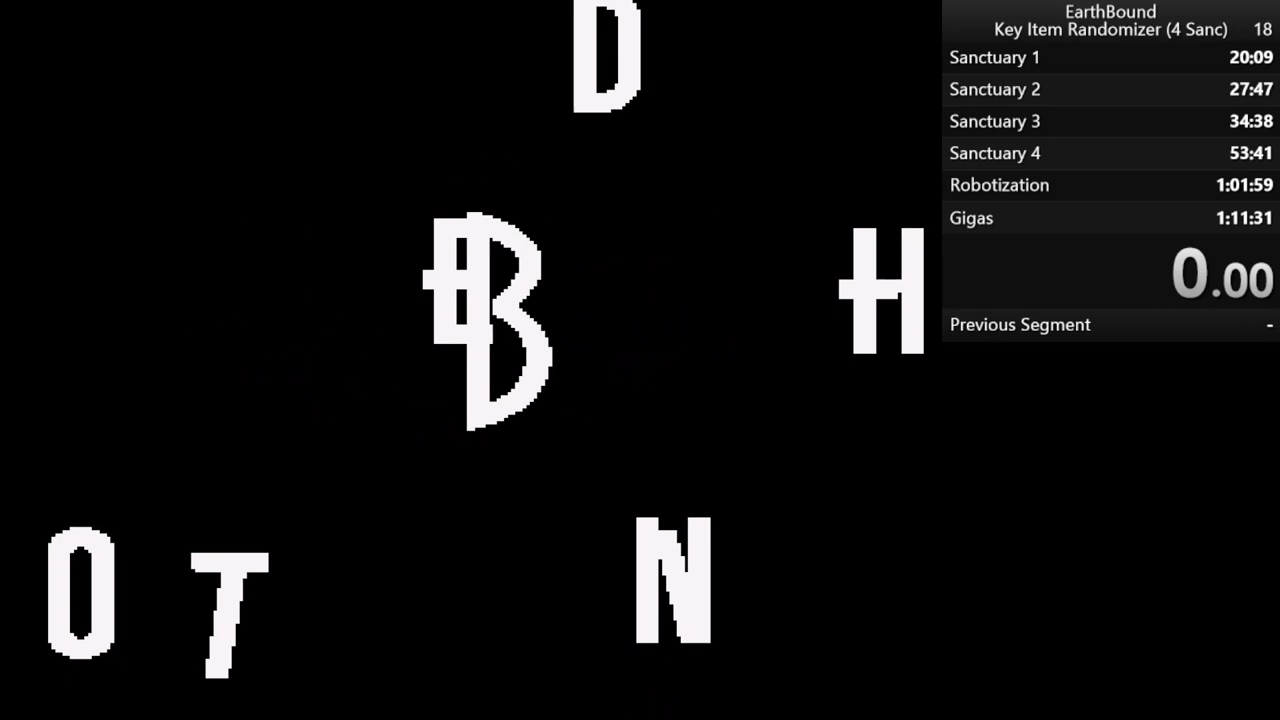 D
B
H
O T
N
EarthBound
Key Item Randomizer (4 Sanc) 18
Sanctuary 1 20:09
Sanctuary 2 27:47
Sanctuary 3 34:38
Sanctuary 4 53:41
Robotization 1:01:59
Gigas 1:11:31
0.00
Previous Segment -